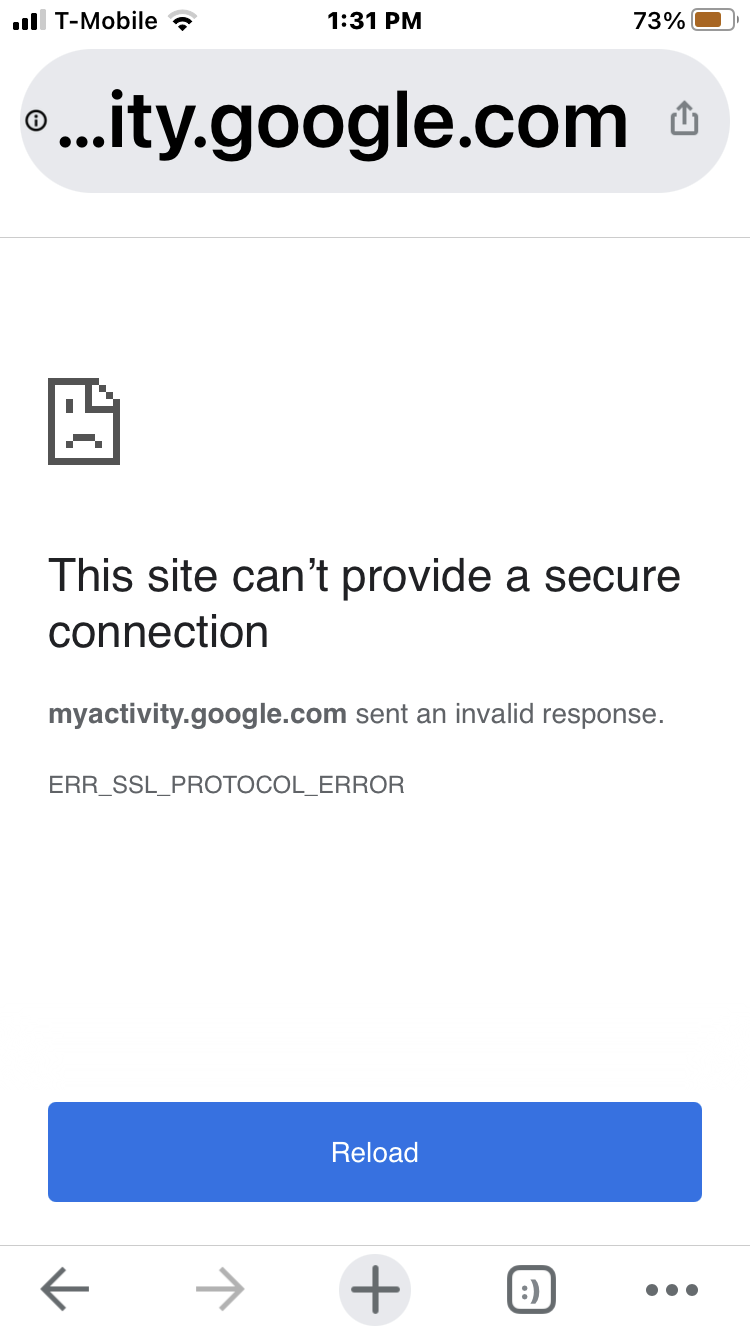 T-Mobile 1:31 PM 73%
...ity.google.com
This site can’t provide a secure
connection
myactivity.google.com sent an invalid response.
ERR_SSL_PROTOCOL_ERROR
Reload
:)